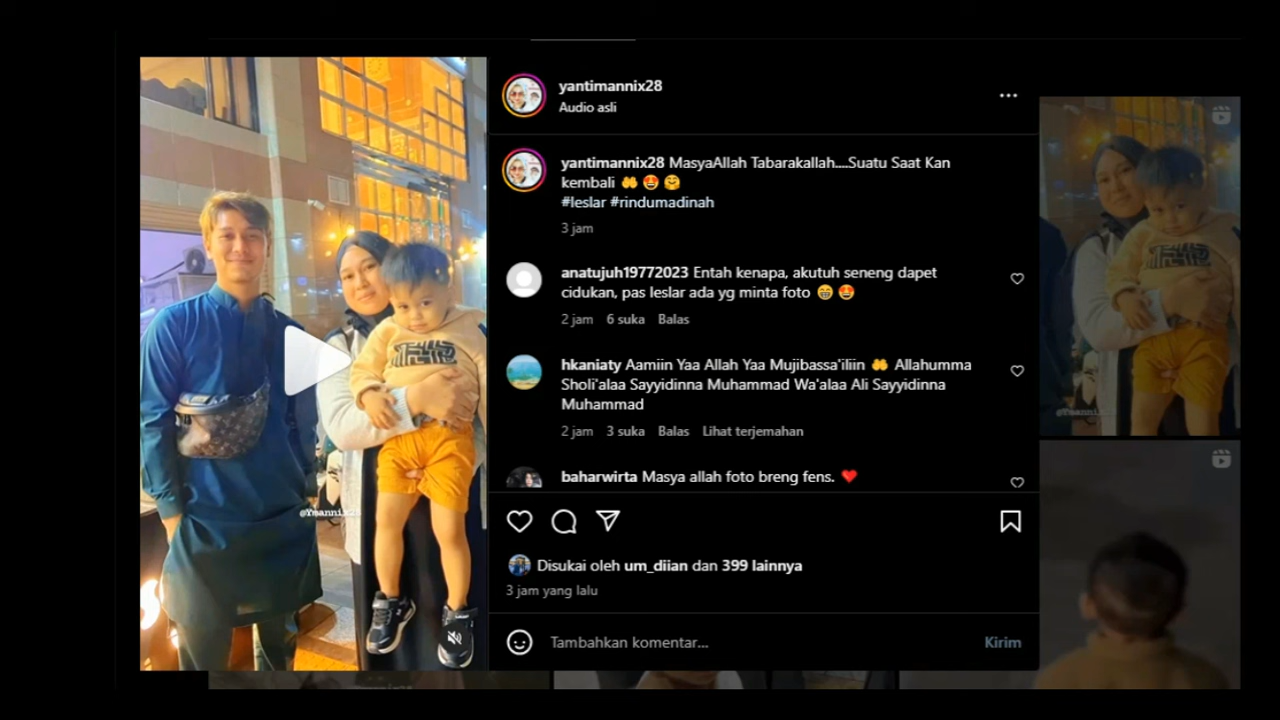 yantimannix28
Audio asli
yantimannix28 MasyaAllah Tabarakallah....Suatu Saat Kan
kembali 🤲 😍 🤗
#leslar #rindumadinah
3 jam
anatujuh19772023 Entah kenapa, akutuh seneng dapet
cidukan, pas leslar ada yg minta foto 😁 😍
2 jam 6 suka Balas
hkaniaty Aamiin Yaa Allah Yaa Mujibassa'iliin 🤲 Allahumma
Sholi'alaa Sayyidinna Muhammad Wa'alaa Ali Sayyidinna
Muhammad
2 jam 3 suka Balas Lihat terjemahan
baharwirta Masya allah foto breng fens. ❤️
Disukai oleh um_diian dan 399 lainnya
3 jam yang lalu
Tambahkan komentar... Kirim